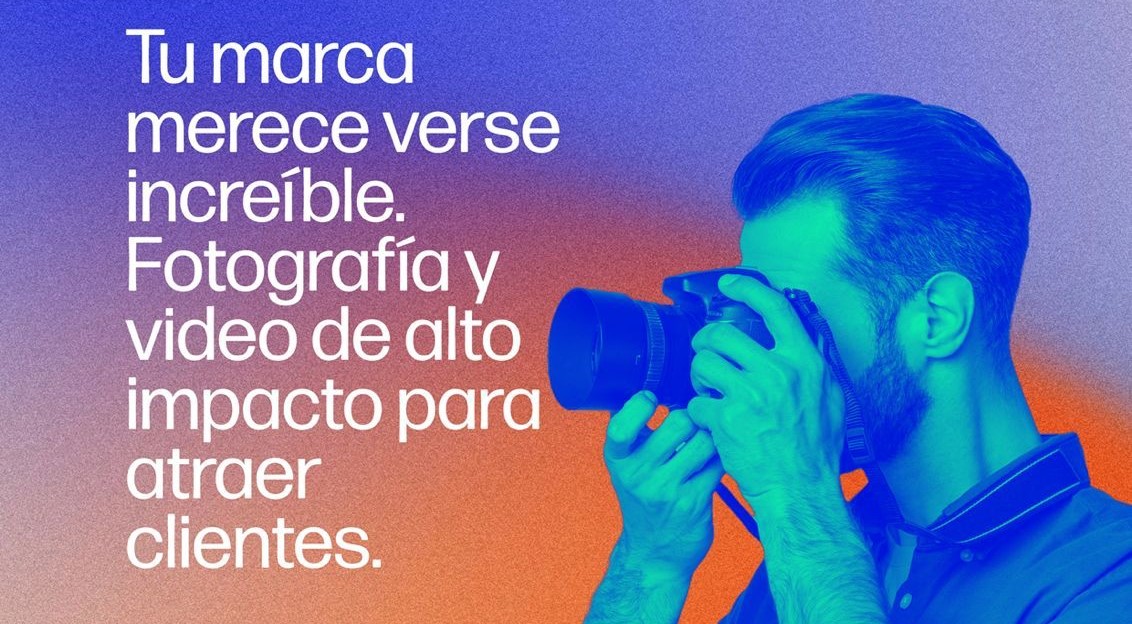 Tu marca
merece verse
increíble.
Fotografía y
video de alto
impacto para
atraer
clientes.